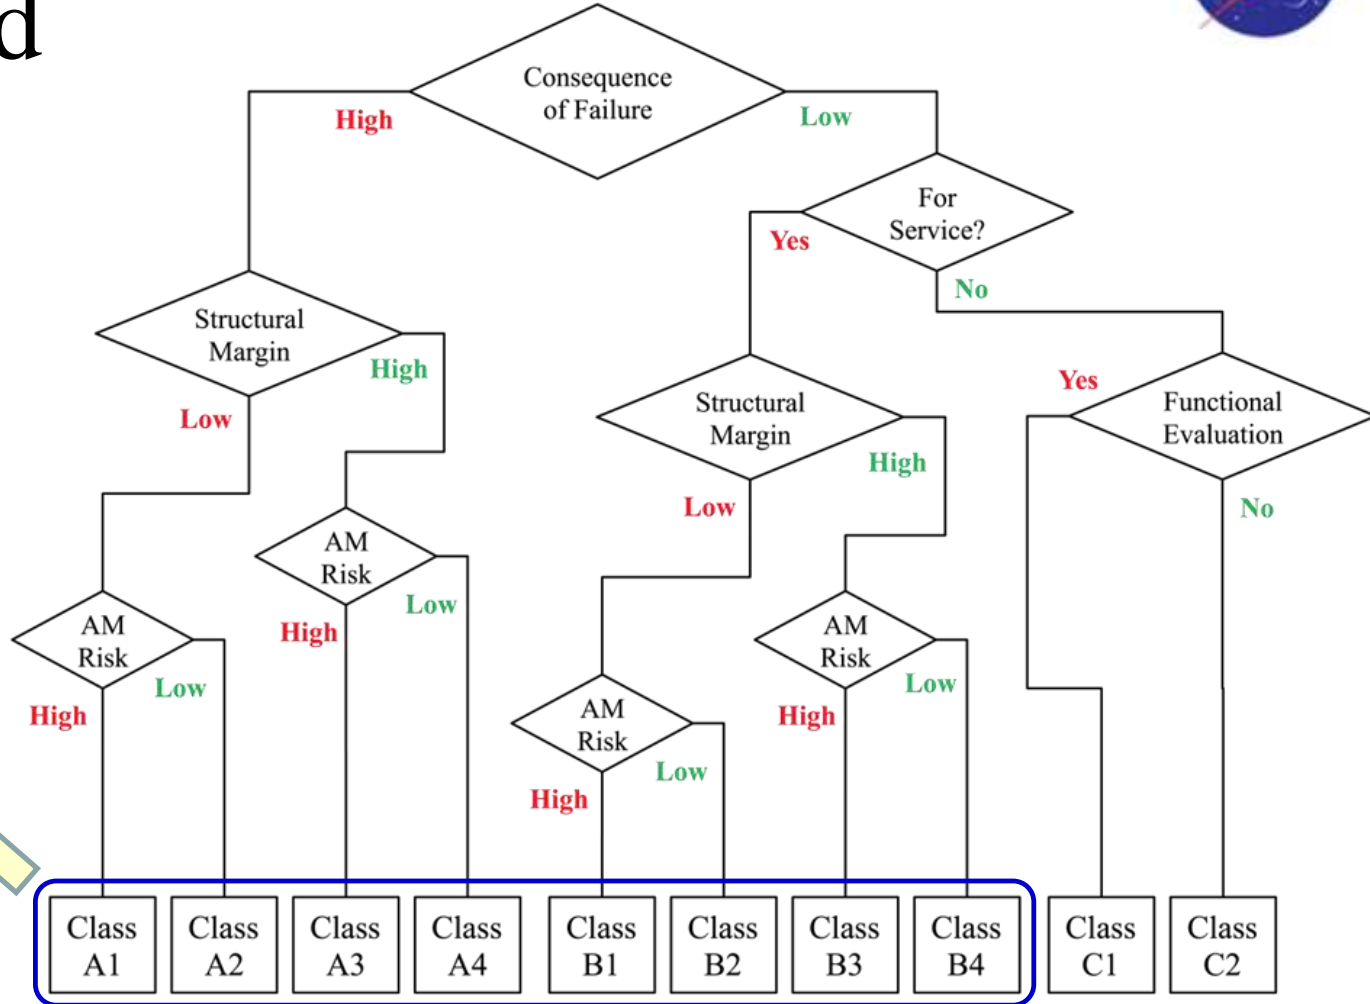 d
Consequence
of Failure
High
Low
For
Service?
Yes
No
Structural
Margin
High
Low
Structural
Margin
High
Low
Yes
Functional
Evaluation
No
AM
Risk
Low
High
AM
Risk
Low
High
AM
Risk
Low
High
AM
Risk
Low
High
Class
A1
Class
A2
Class
A3
Class
A4
Class
B1
Class
B2
Class
B3
Class
B4
Class
C1
Class
C2